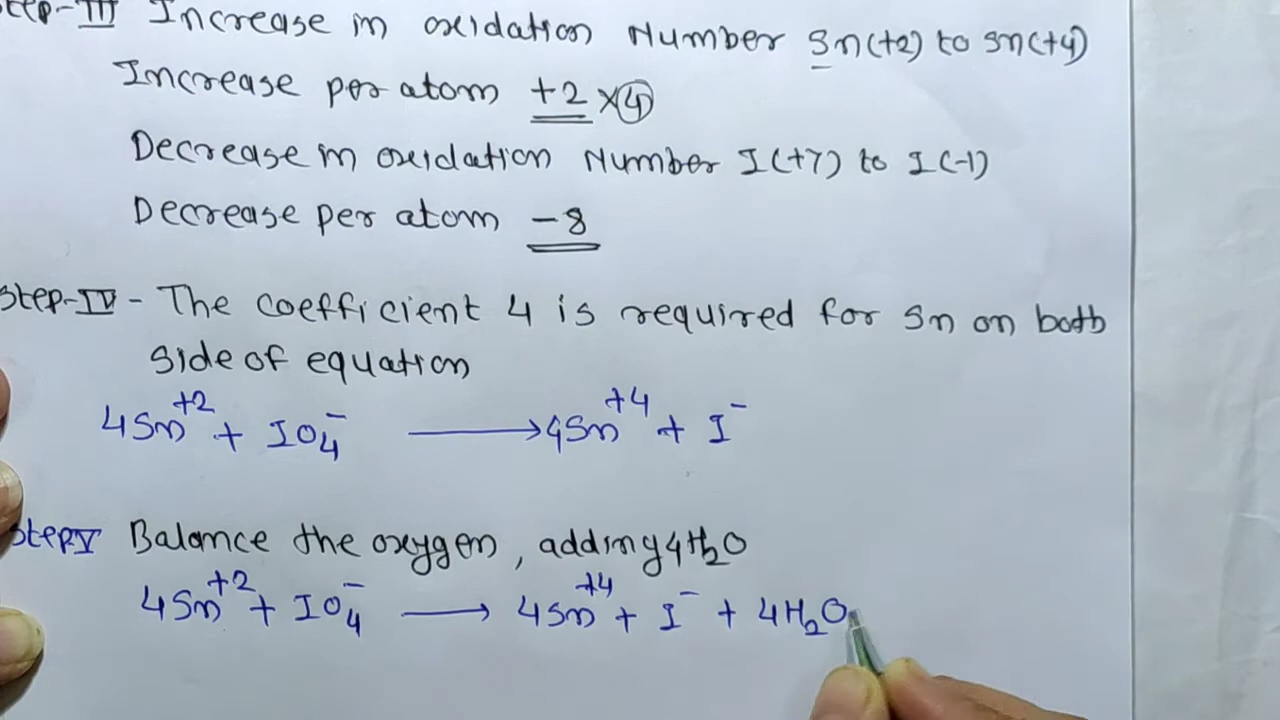 Step-III Increase in oxidation Number Sn(+2) to Sn(+4)
Increase per atom +2 ×4
Decrease in oxidation Number I(+7) to I(-1)
Decrease per atom -8
Step-IV - The coefficient 4 is required for Sn on both
side of equation
4Sn⁺² + IO₄⁻ ⟶ 4Sn⁺⁴ + I⁻
Step V Balance the oxygen, adding 4H₂O
4Sn⁺² + IO₄⁻ ⟶ 4Sn⁺⁴ + I⁻ + 4H₂O